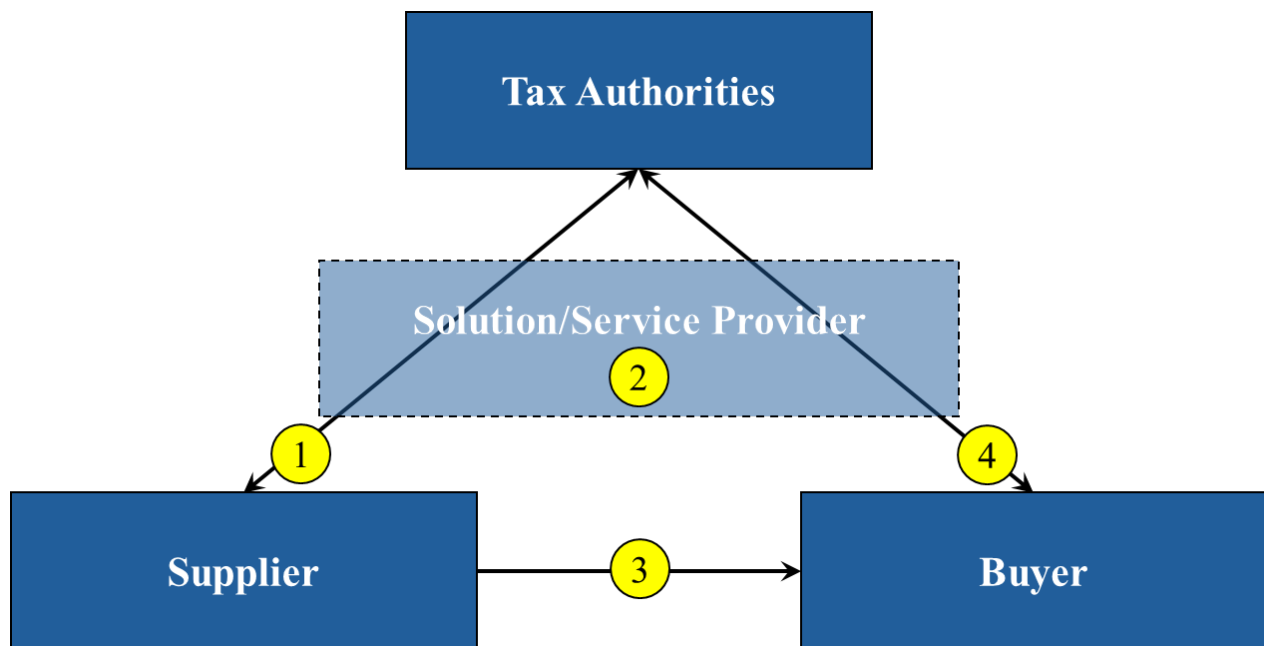 Tax Authorities
Solution/Service Provider
2
1
4
Supplier
3
Buyer